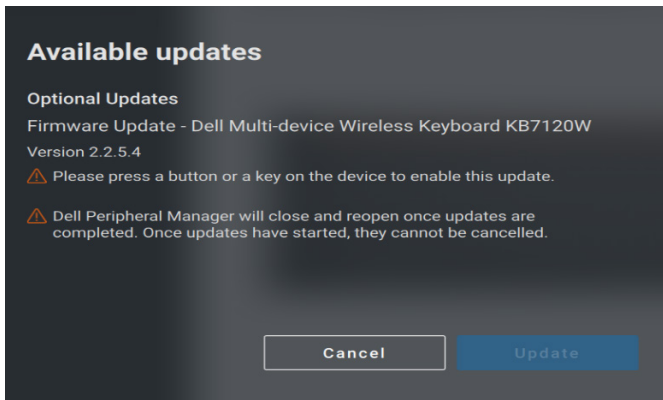 Available updates
Optional Updates
Firmware Update - Dell Multi-device Wireless Keyboard KB7120W
Version 2.2.5.4
Please press a button or a key on the device to enable this update.
Dell Peripheral Manager will close and reopen once updates are
completed. Once updates have started, they cannot be cancelled.
Cancel
Update